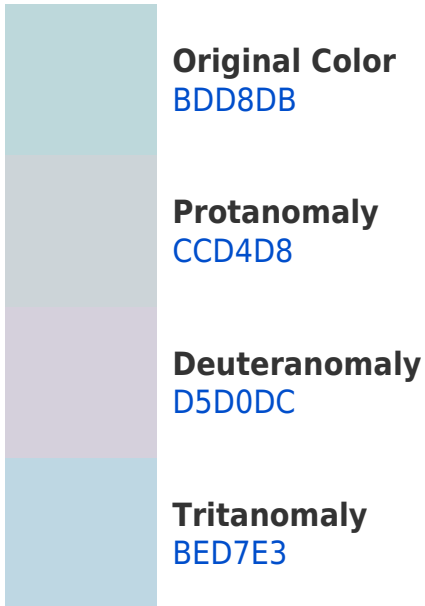 Original Color
BDD8DB
Protanomaly
CCD4D8
Deuteranomaly
D5D0DC
Tritanomaly
BED7E3